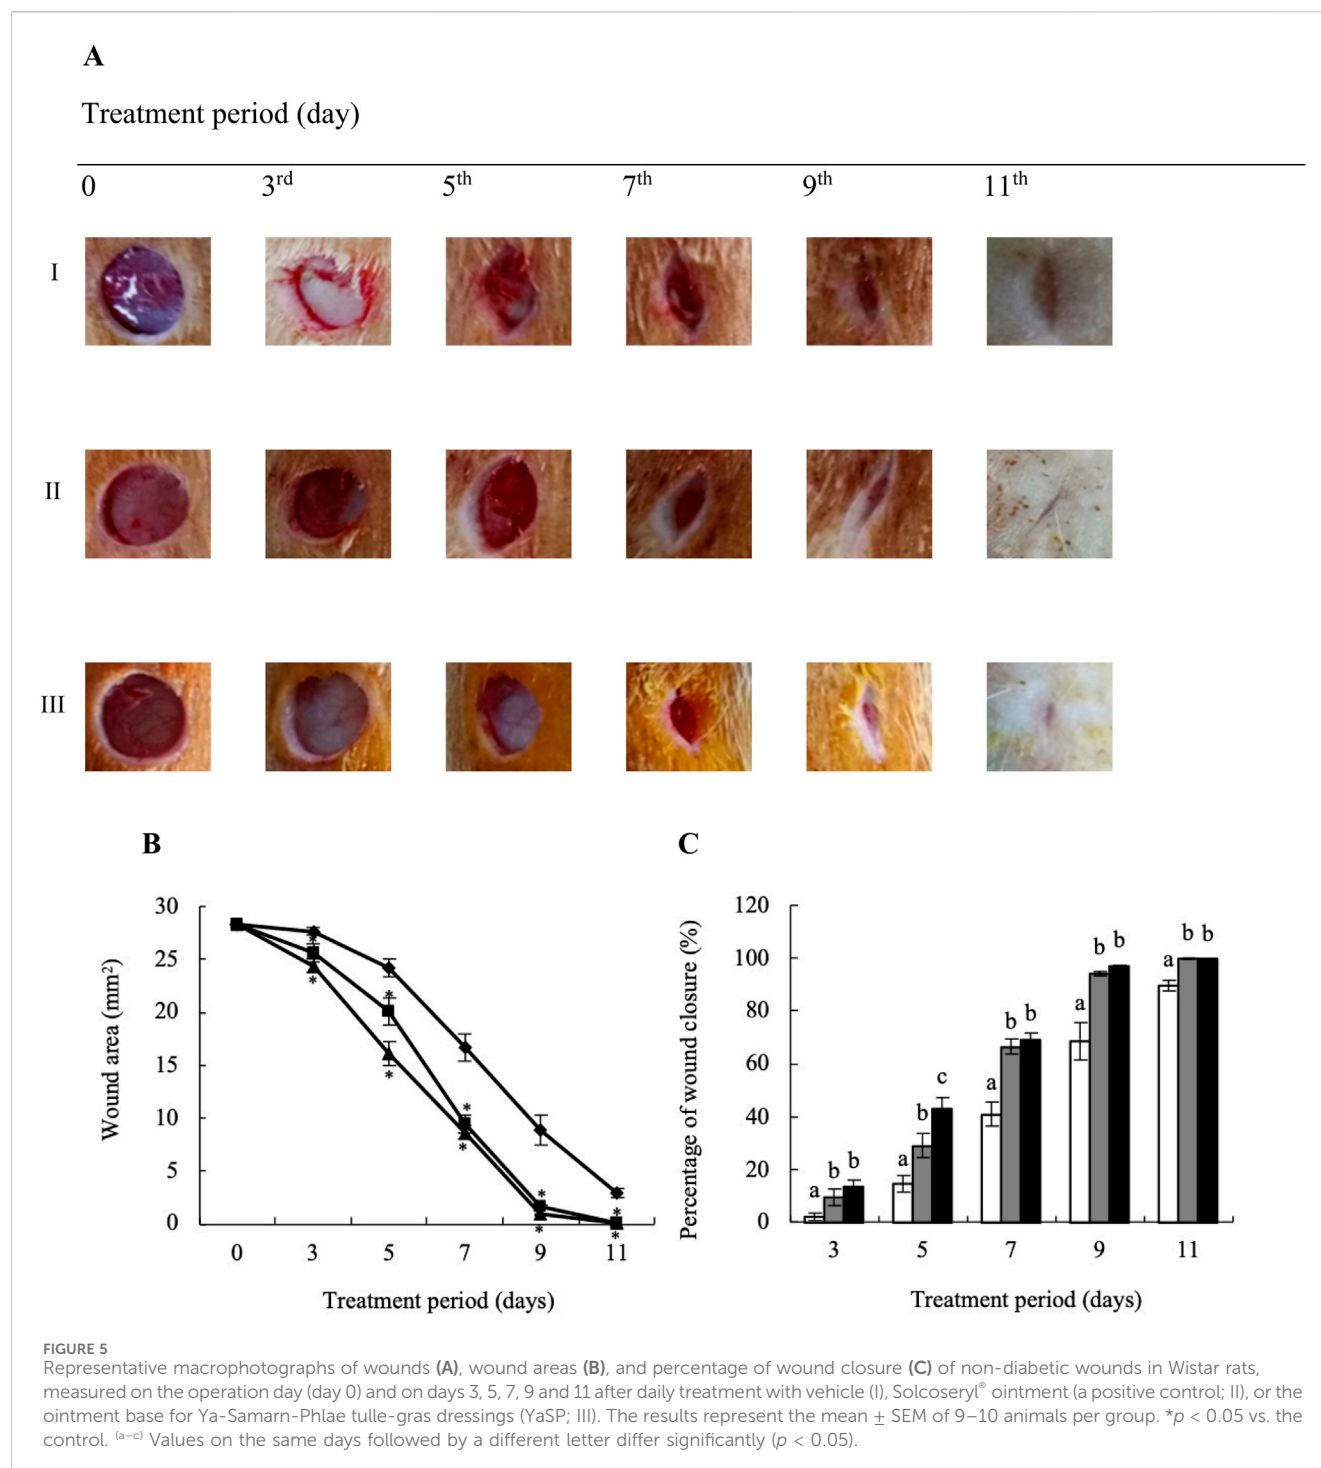 A
Treatment period (day)
0 3rd 5th 7th 9th 11th
I
II
III
B
30
25
20
15
10
5
0
Wound area (mm²)
* * * * * * * * * *
0 3 5 7 9 11
Treatment period (days)
C
120
100
80
60
40
20
0
Percentage of wound closure (%)
a b b a b c a b b a b b a b b
3 5 7 9 11
Treatment period (days)
FIGURE 5
Representative macrophotographs of wounds (A), wound areas (B), and percentage of wound closure (C) of non-diabetic wounds in Wistar rats,
measured on the operation day (day 0) and on days 3, 5, 7, 9 and 11 after daily treatment with vehicle (I), Solcoseryl® ointment (a positive control; II), or the
ointment base for Ya-Samarn-Phlae tulle-gras dressings (YaSP; III). The results represent the mean ± SEM of 9–10 animals per group. *p < 0.05 vs. the
control. (a–c) Values on the same days followed by a different letter differ significantly (p < 0.05).